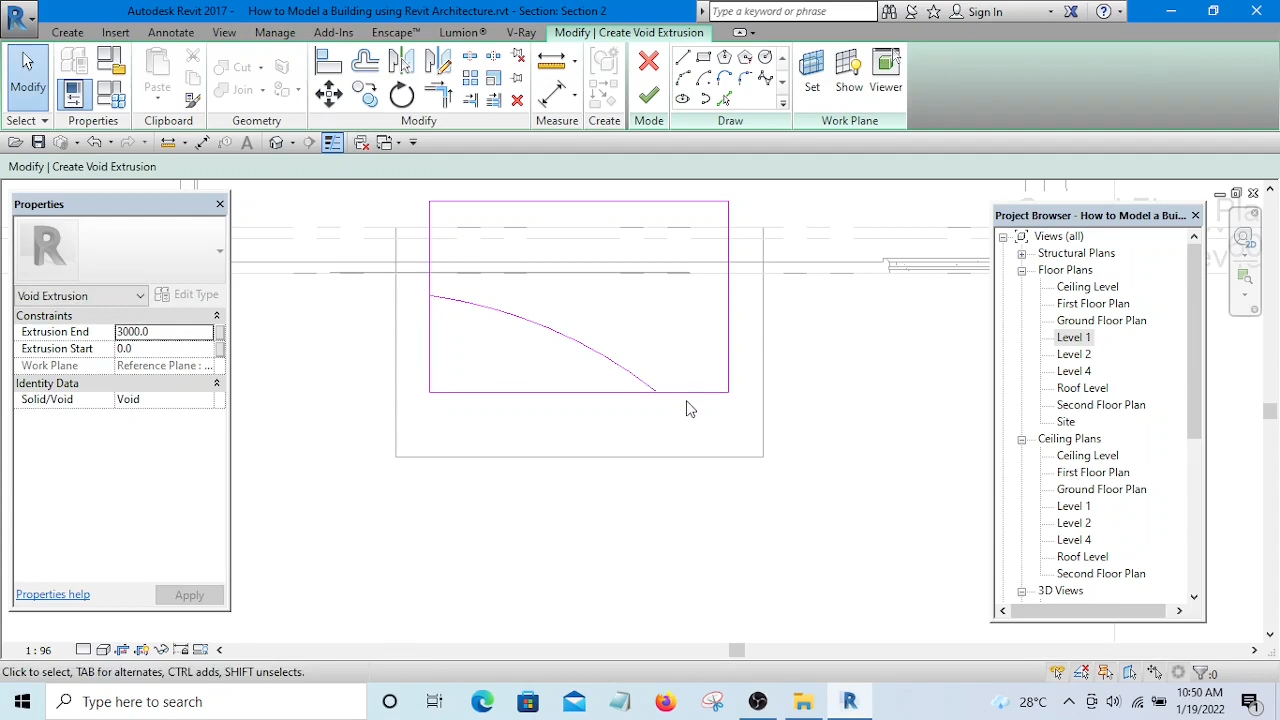 Autodesk Revit 2017 - How to Model a Building using Revit Architecture.rvt - Section: Section 2
Type a keyword or phrase
Sign In
Create Insert Annotate View Manage Add-Ins Enscape™ Lumion® V-Ray Modify | Create Void Extrusion
Modify
Paste
Cut
Join
Set Show Viewer
Select Properties Clipboard Geometry Modify Measure Create Mode Draw Work Plane
Modify | Create Void Extrusion
Properties
Void Extrusion
Edit Type
Constraints
Extrusion End 3000.0
Extrusion Start 0.0
Work Plane Reference Plane : ...
Identity Data
Solid/Void Void
Properties help
Apply
Project Browser - How to Model a Bui...
Views (all)
Structural Plans
Floor Plans
Ceiling Level
First Floor Plan
Ground Floor Plan
Level 1
Level 2
Level 4
Roof Level
Second Floor Plan
Site
Ceiling Plans
Ceiling Level
First Floor Plan
Ground Floor Plan
Level 1
Level 2
Level 4
Roof Level
Second Floor Plan
3D Views
2D
1 : 96
Click to select, TAB for alternates, CTRL adds, SHIFT unselects.
:0
Type here to search
28°C
10:50 AM
1/19/2022